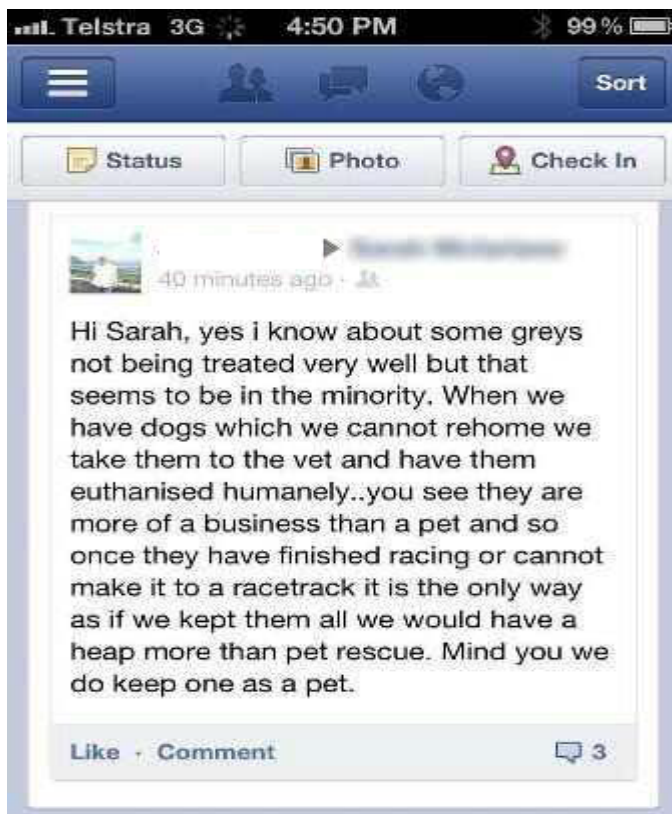 Telstra 3G 4:50 PM 99%
Sort
Status Photo Check In
40 minutes ago ·
Hi Sarah, yes i know about some greys
not being treated very well but that
seems to be in the minority. When we
have dogs which we cannot rehome we
take them to the vet and have them
euthanised humanely..you see they are
more of a business than a pet and so
once they have finished racing or cannot
make it to a racetrack it is the only way
as if we kept them all we would have a
heap more than pet rescue. Mind you we
do keep one as a pet.
Like · Comment 3